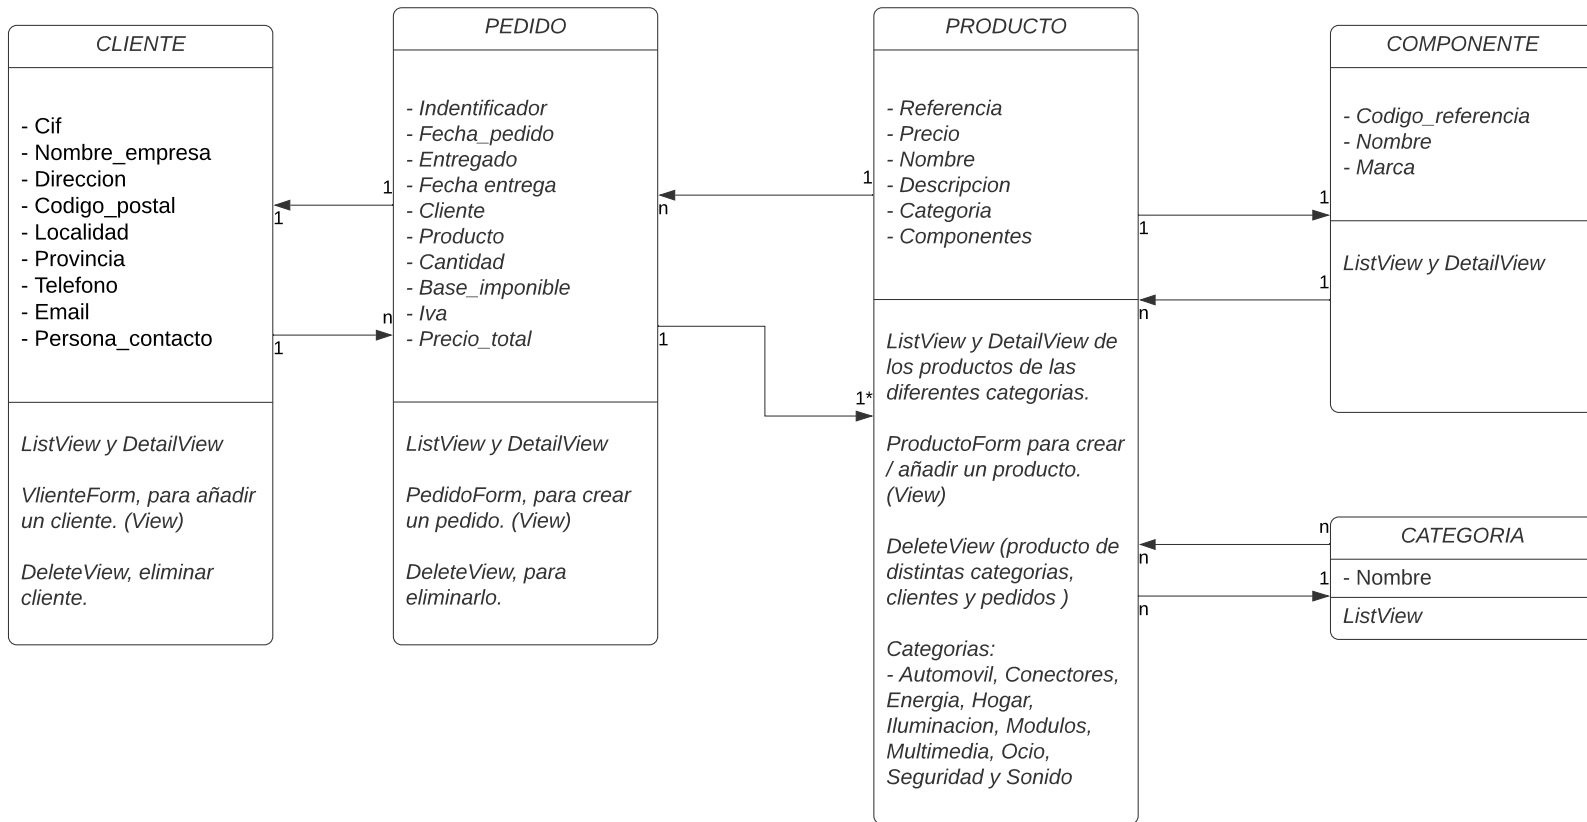 CLIENTE
- Cif
- Nombre_empresa
- Direccion
- Codigo_postal
- Localidad
- Provincia
- Telefono
- Email
- Persona_contacto
ListView y DetailView
VlienteForm, para añadir
un cliente. (View)
DeleteView, eliminar
cliente.
1
1
n
1
PEDIDO
- Indentificador
- Fecha_pedido
- Entregado
- Fecha entrega
- Cliente
- Producto
- Cantidad
- Base_imponible
- Iva
- Precio_total
ListView y DetailView
PedidoForm, para crear
un pedido. (View)
DeleteView, para
eliminarlo.
1
n
1
1*
PRODUCTO
- Referencia
- Precio
- Nombre
- Descripcion
- Categoria
- Componentes
ListView y DetailView de
los productos de las
diferentes categorias.
ProductoForm para crear
/ añadir un producto.
(View)
DeleteView (producto de
distintas categorias,
clientes y pedidos )
Categorias:
- Automovil, Conectores,
Energia, Hogar,
Iluminacion, Modulos,
Multimedia, Ocio,
Seguridad y Sonido
1
1
1
n
COMPONENTE
- Codigo_referencia
- Nombre
- Marca
ListView y DetailView
n
n
1
n
CATEGORIA
- Nombre
ListView